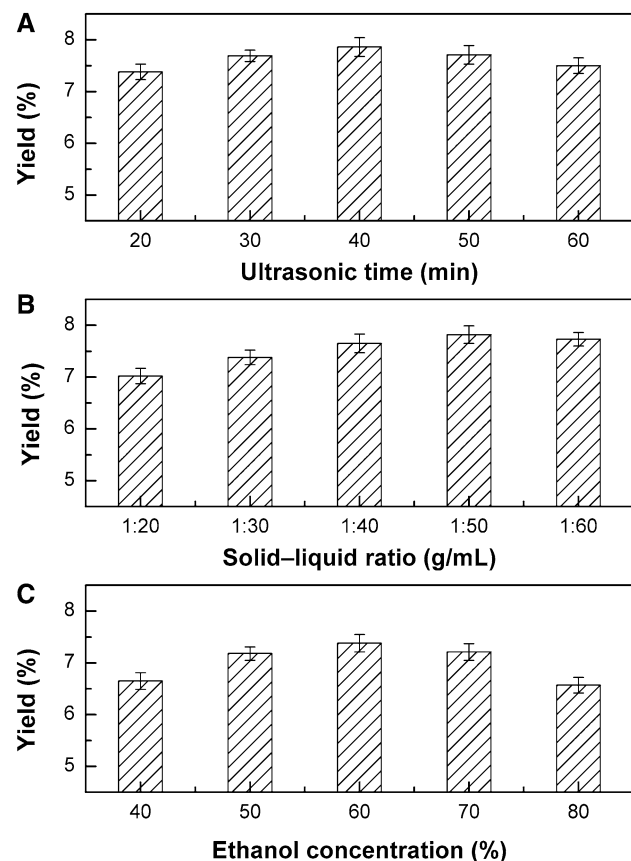 A
8
7
6
5
Yield (%)
20 30 40 50 60
Ultrasonic time (min)
B
8
7
6
5
Yield (%)
1:20 1:30 1:40 1:50 1:60
Solid–liquid ratio (g/mL)
C
8
7
6
5
Yield (%)
40 50 60 70 80
Ethanol concentration (%)